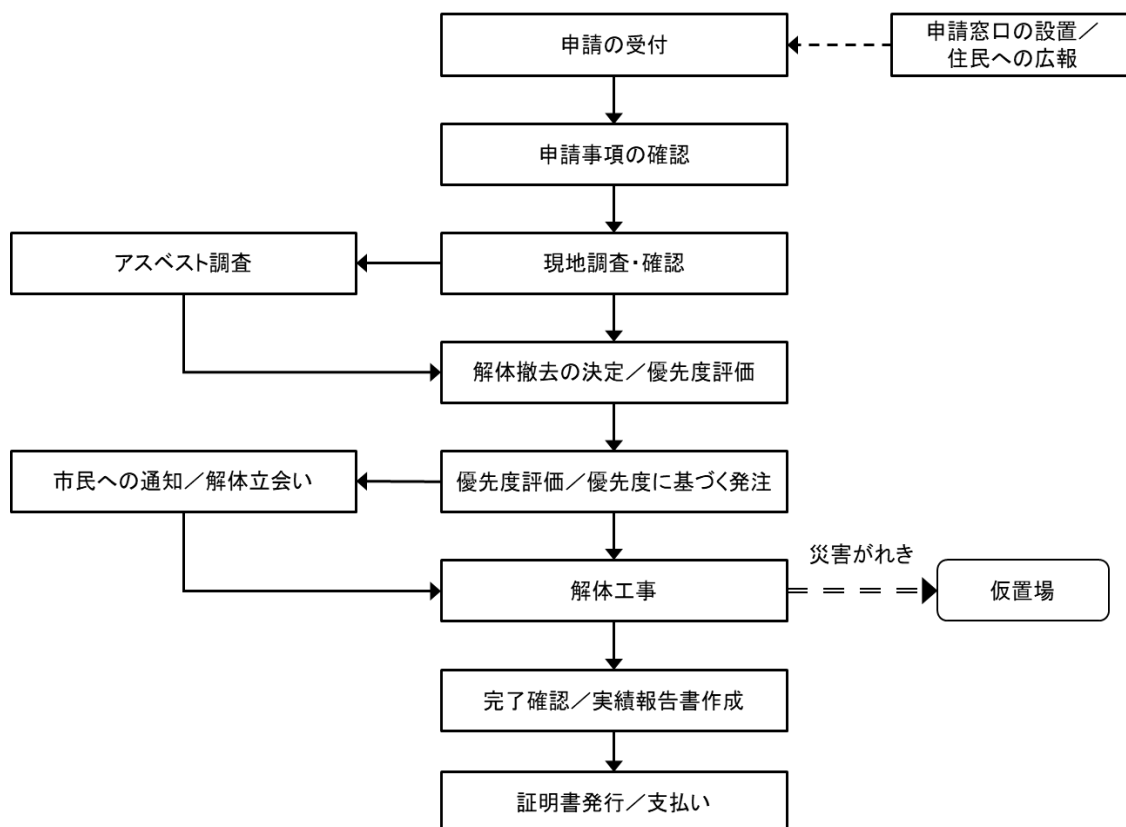 申請の受付
申請窓口の設置／
住民への広報
申請事項の確認
アスベスト調査
現地調査・確認
解体撤去の決定／優先度評価
市民への通知／解体立会い
優先度評価／優先度に基づく発注
災害がれき
解体工事
仮置場
完了確認／実績報告書作成
証明書発行／支払い